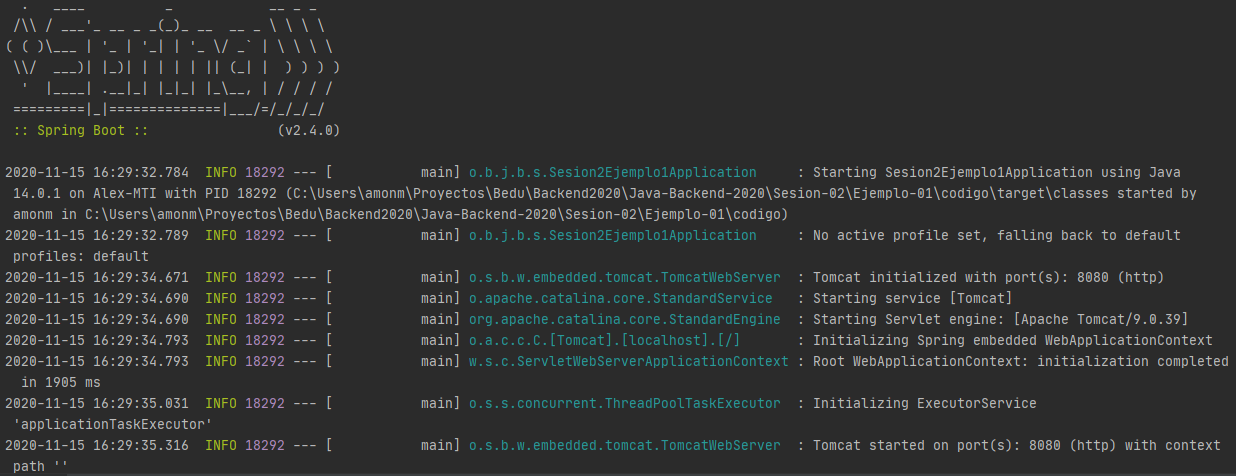 .   ____          _            __ _ _
 /\\ / ___'_ __ _ _(_)_ __  __ _ \ \ \ \
( ( )\___ | '_ | '_| | '_ \/ _` | \ \ \ \
 \\/  ___)| |_)| | | | | || (_| |  ) ) ) )
  '  |____| .__|_| |_|_| |_\__, | / / / /
 =========|_|==============|___/=/_/_/_/
 :: Spring Boot ::                (v2.4.0)
2020-11-15 16:29:32.784  INFO 18292 --- [           main] o.b.j.b.s.Sesion2Ejemplo1Application     : Starting Sesion2Ejemplo1Application using Java
 14.0.1 on Alex-MTI with PID 18292 (C:\Users\amonm\Proyectos\Bedu\Backend2020\Java-Backend-2020\Sesion-02\Ejemplo-01\codigo\target\classes started by
 amonm in C:\Users\amonm\Proyectos\Bedu\Backend2020\Java-Backend-2020\Sesion-02\Ejemplo-01\codigo)
2020-11-15 16:29:32.789  INFO 18292 --- [           main] o.b.j.b.s.Sesion2Ejemplo1Application     : No active profile set, falling back to default
 profiles: default
2020-11-15 16:29:34.671  INFO 18292 --- [           main] o.s.b.w.embedded.tomcat.TomcatWebServer  : Tomcat initialized with port(s): 8080 (http)
2020-11-15 16:29:34.690  INFO 18292 --- [           main] o.apache.catalina.core.StandardService   : Starting service [Tomcat]
2020-11-15 16:29:34.690  INFO 18292 --- [           main] org.apache.catalina.core.StandardEngine  : Starting Servlet engine: [Apache Tomcat/9.0.39]
2020-11-15 16:29:34.793  INFO 18292 --- [           main] o.a.c.c.C.[Tomcat].[localhost].[/]       : Initializing Spring embedded WebApplicationContext
2020-11-15 16:29:34.793  INFO 18292 --- [           main] w.s.c.ServletWebServerApplicationContext : Root WebApplicationContext: initialization completed
  in 1905 ms
2020-11-15 16:29:35.031  INFO 18292 --- [           main] o.s.s.concurrent.ThreadPoolTaskExecutor  : Initializing ExecutorService
 'applicationTaskExecutor'
2020-11-15 16:29:35.316  INFO 18292 --- [           main] o.s.b.w.embedded.tomcat.TomcatWebServer  : Tomcat started on port(s): 8080 (http) with context
 path ''